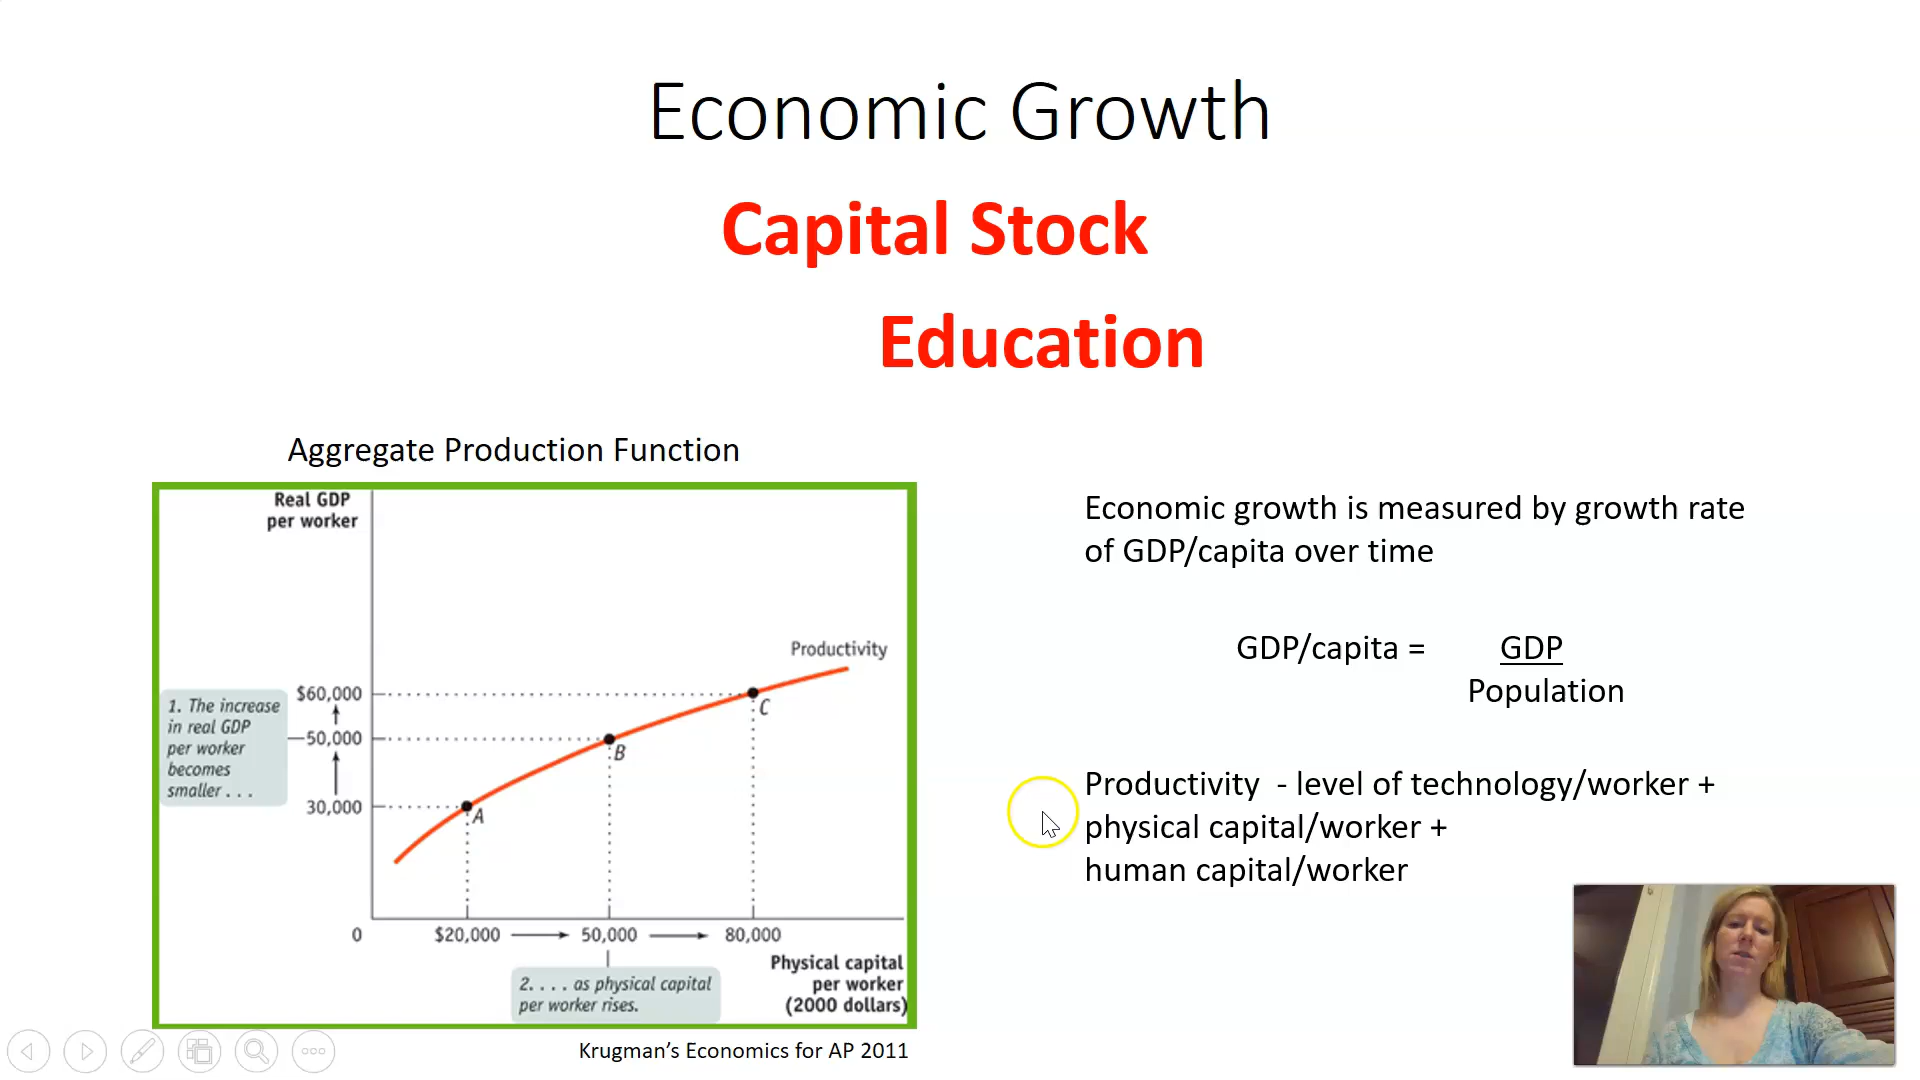 Economic Growth
Capital Stock
Education
Aggregate Production Function
Real GDP
per worker
Productivity
$60,000
50,000
30,000
1. The increase
in real GDP
per worker
becomes
smaller . . .
A
B
C
0
$20,000
50,000
80,000
Physical capital
per worker
(2000 dollars)
2. . . . as physical capital
per worker rises.
Krugman’s Economics for AP 2011
Economic growth is measured by growth rate
of GDP/capita over time
GDP/capita = GDP
Population
Productivity - level of technology/worker +
physical capital/worker +
human capital/worker